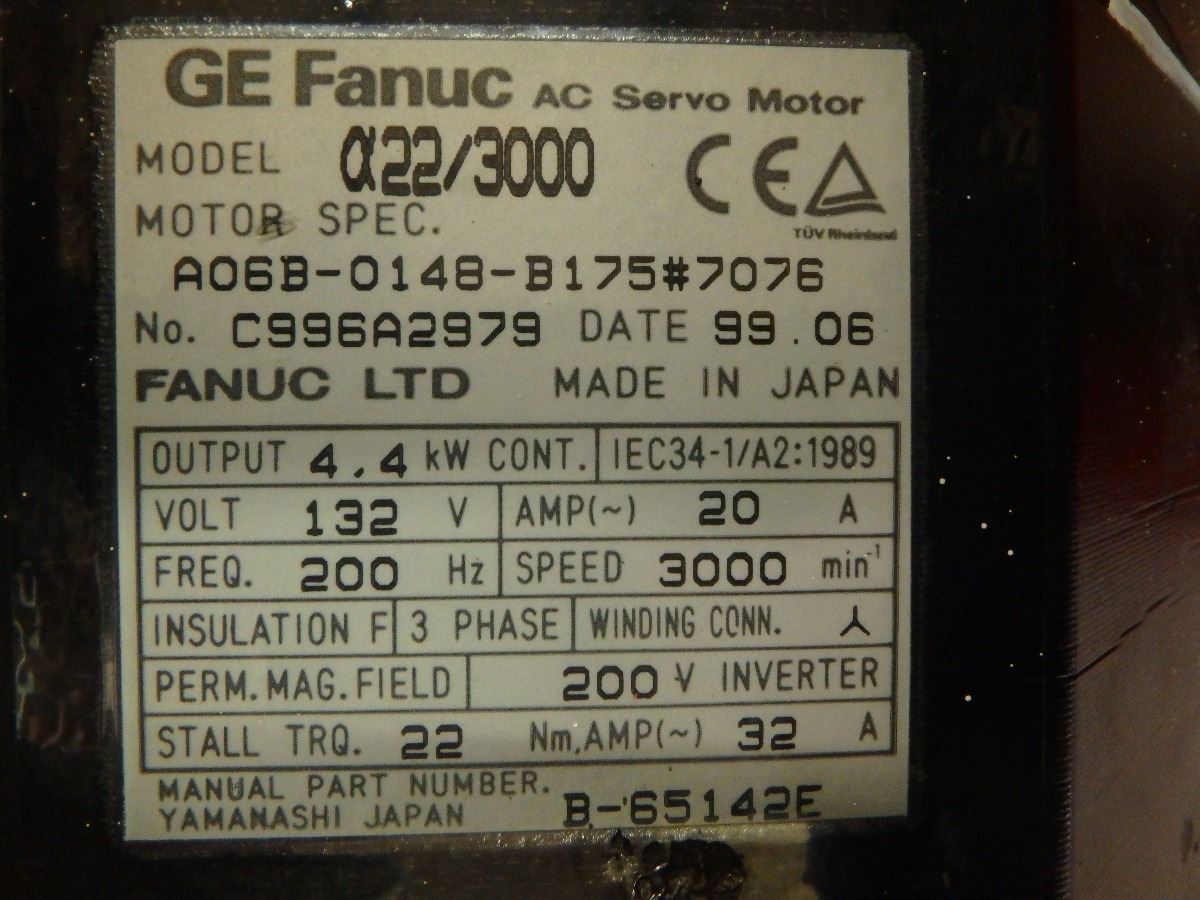 GE Fanuc AC Servo Motor
MODEL α22/3000
CE
TÜV Rheinland
MOTOR SPEC.
A06B-0148-B175#7076
No. C996A2979 DATE 99.06
FANUC LTD MADE IN JAPAN
OUTPUT 4.4 kW CONT. IEC34-1/A2:1989
VOLT 132 V AMP(~) 20 A
FREQ. 200 Hz SPEED 3000 min⁻¹
INSULATION F 3 PHASE WINDING CONN.
PERM.MAG.FIELD 200 V INVERTER
STALL TRQ. 22 Nm,AMP(~) 32 A
MANUAL PART NUMBER.
YAMANASHI JAPAN B-65142E